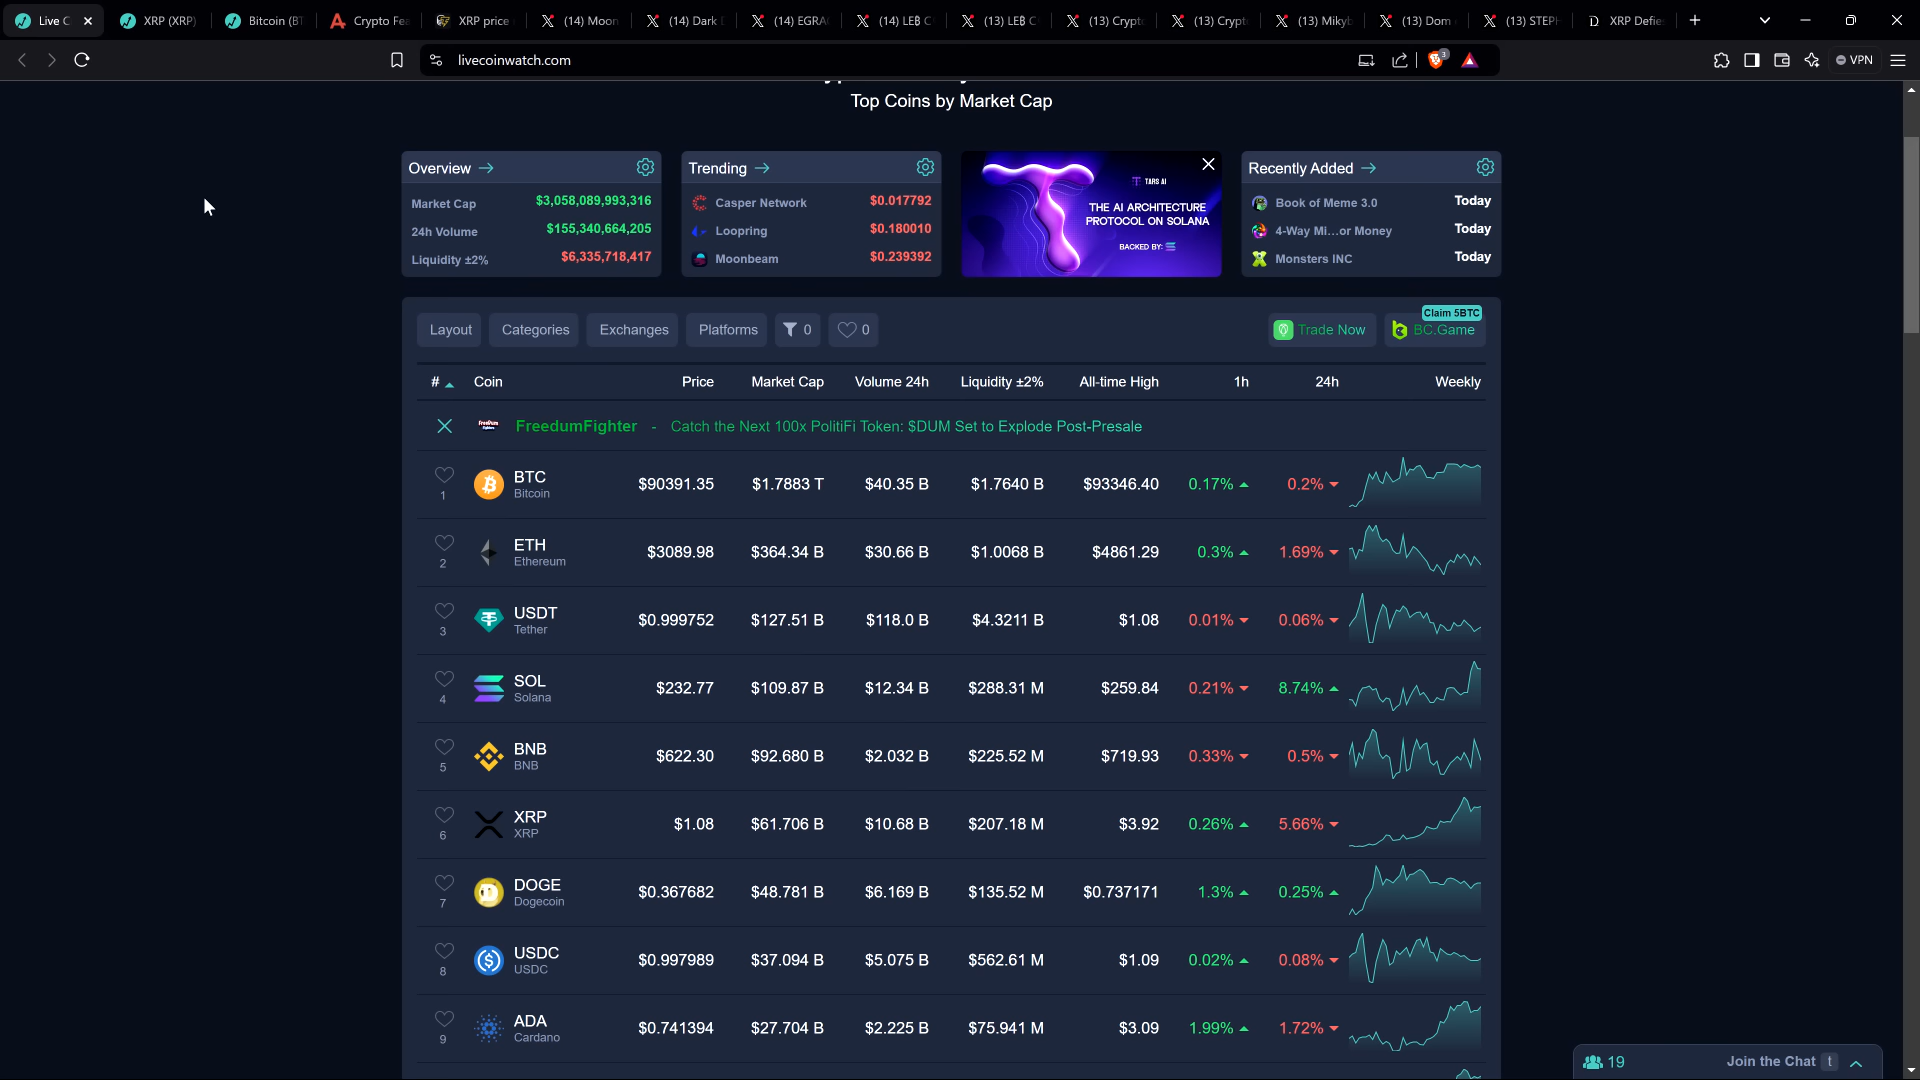 Live C
XRP (XRP)
Bitcoin (BT
Crypto Fea
XRP price
(14) Moon
(14) Dark
(14) EGRA
(14) LEB C
(13) LEB C
(13) Crypt
(13) Crypt
(13) Mikyb
(13) Dom
(13) STEPH
XRP Defies
livecoinwatch.com
3
VPN
Top Coins by Market Cap
Overview →
Market Cap $3,058,089,993,316
24h Volume $155,340,664,205
Liquidity ±2% $6,335,718,417
Trending →
Casper Network $0.017792
Loopring $0.180010
Moonbeam $0.239392
TARS AI
THE AI ARCHITECTURE
PROTOCOL ON SOLANA
BACKED BY:
Recently Added →
Book of Meme 3.0 Today
4-Way Mi...or Money Today
Monsters INC Today
Layout Categories Exchanges Platforms 0 0
Trade Now
Claim 5BTC
BC.Game
# Coin Price Market Cap Volume 24h Liquidity ±2% All-time High 1h 24h Weekly
FreedumFighter - Catch the Next 100x PolitiFi Token: $DUM Set to Explode Post-Presale
1 BTC Bitcoin $90391.35 $1.7883 T $40.35 B $1.7640 B $93346.40 0.17% 0.2%
2 ETH Ethereum $3089.98 $364.34 B $30.66 B $1.0068 B $4861.29 0.3% 1.69%
3 USDT Tether $0.999752 $127.51 B $118.0 B $4.3211 B $1.08 0.01% 0.06%
4 SOL Solana $232.77 $109.87 B $12.34 B $288.31 M $259.84 0.21% 8.74%
5 BNB BNB $622.30 $92.680 B $2.032 B $225.52 M $719.93 0.33% 0.5%
6 XRP XRP $1.08 $61.706 B $10.68 B $207.18 M $3.92 0.26% 5.66%
7 DOGE Dogecoin $0.367682 $48.781 B $6.169 B $135.52 M $0.737171 1.3% 0.25%
8 USDC USDC $0.997989 $37.094 B $5.075 B $562.61 M $1.09 0.02% 0.08%
9 ADA Cardano $0.741394 $27.704 B $2.225 B $75.941 M $3.09 1.99% 1.72%
19 Join the Chat t